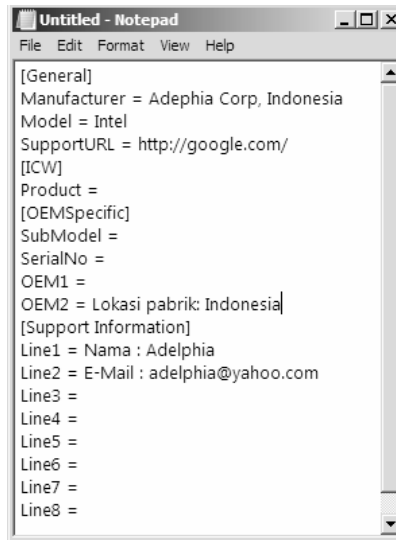 Untitled - Notepad
File Edit Format View Help
[General]
Manufacturer = Adephia Corp, Indonesia
Model = Intel
SupportURL = http://google.com/
[ICW]
Product =
[OEMSpecific]
SubModel =
SerialNo =
OEM1 =
OEM2 = Lokasi pabrik: Indonesia
[Support Information]
Line1 = Nama : Adelphia
Line2 = E-Mail : adelphia@yahoo.com
Line3 =
Line4 =
Line5 =
Line6 =
Line7 =
Line8 =